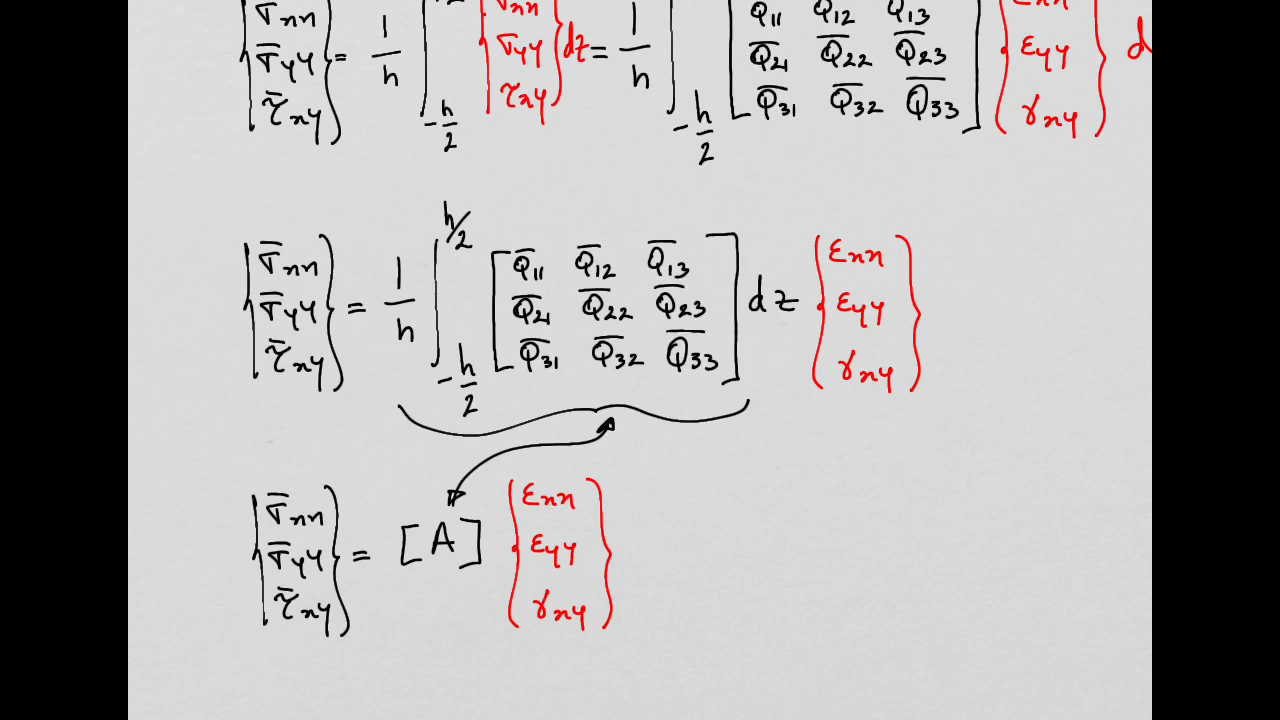 σ̄xx = 1/h ∫_{-h/2}^{h/2} { σxx } dz = 1/h ∫_{-h/2} [ Q̄11 Q̄12 Q̄13 ] { εxx } d
σ̄yy σyy Q̄21 Q̄22 Q̄23 εyy
τ̄xy τxy Q̄31 Q̄32 Q̄33 γxy
{ σ̄xx } = 1/h ∫_{-h/2}^{h/2} [ Q̄11 Q̄12 Q̄13 ] dz { εxx }
σ̄yy Q̄21 Q̄22 Q̄23 εyy
τ̄xy Q̄31 Q̄32 Q̄33 γxy
{ σ̄xx } = [A] { εxx }
σ̄yy εyy
τ̄xy γxy